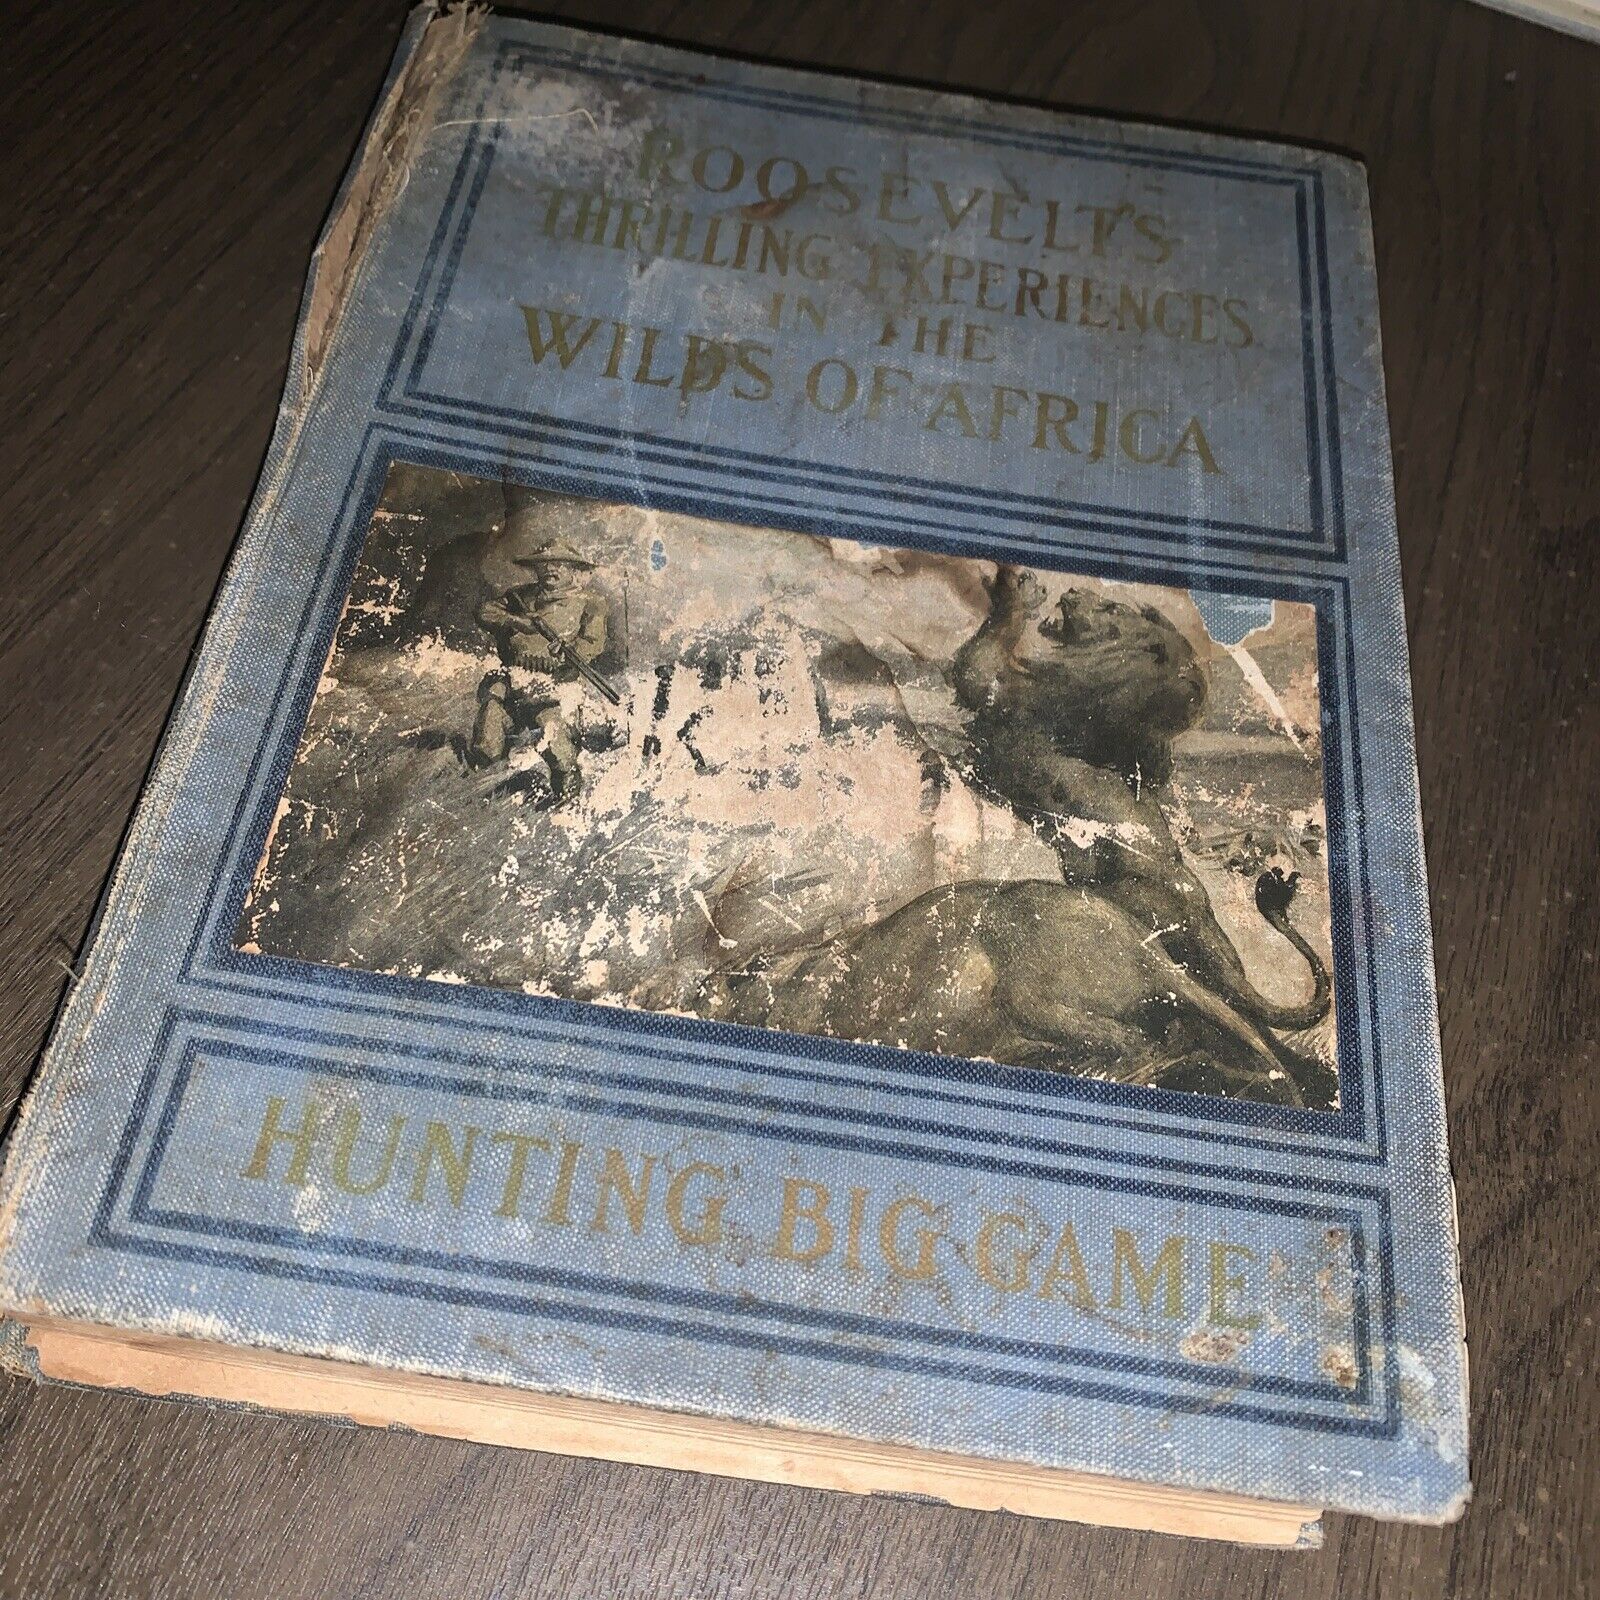 ROOSEVELT'S
THRILLING EXPERIENCES
IN THE
WILDS OF AFRICA
HUNTING BIG GAME